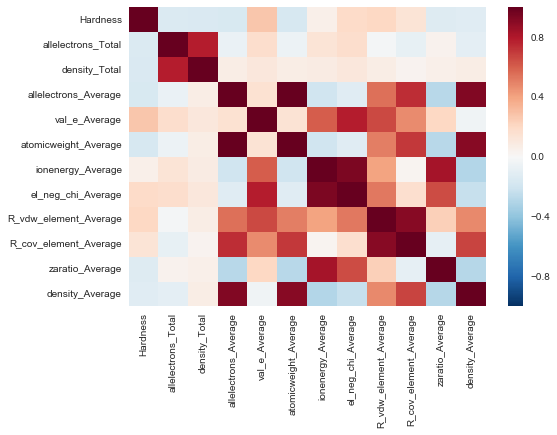 Hardness
allelectrons_Total
density_Total
allelectrons_Average
val_e_Average
atomicweight_Average
ionenergy_Average
el_neg_chi_Average
R_vdw_element_Average
R_cov_element_Average
zaratio_Average
density_Average
0.8
0.4
0.0
−0.4
−0.8
Hardness
allelectrons_Total
density_Total
allelectrons_Average
val_e_Average
atomicweight_Average
ionenergy_Average
el_neg_chi_Average
R_vdw_element_Average
R_cov_element_Average
zaratio_Average
density_Average